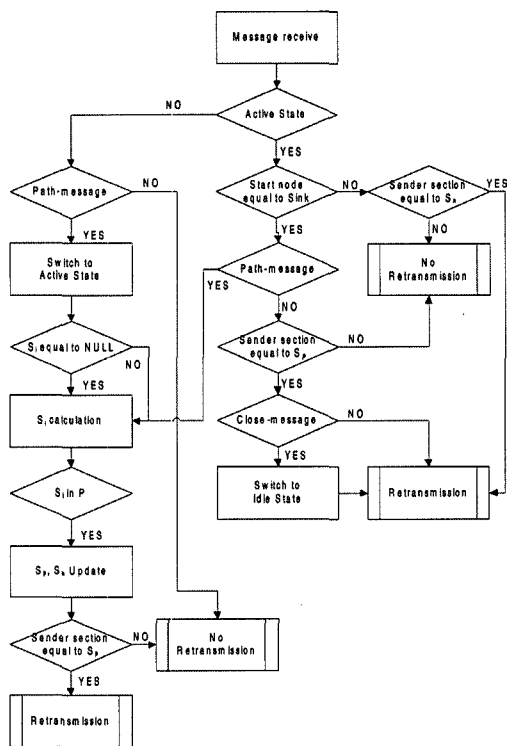 Message receive
Active State
NO
YES
Path-message
NO
YES
Start node
equal to Sink
NO
YES
Sender section
equal to Sn
YES
NO
No
Retransmission
Switch to
Active State
Path-message
YES
NO
Si equal to NULL
NO
YES
Sender section
equal to Sp
NO
YES
Si calculation
Close-message
NO
YES
Si in P
YES
Switch to
Idle State
Retransmission
Sp, Sn Update
Sender section
equal to Sp
NO
YES
No
Retransmission
Retransmission